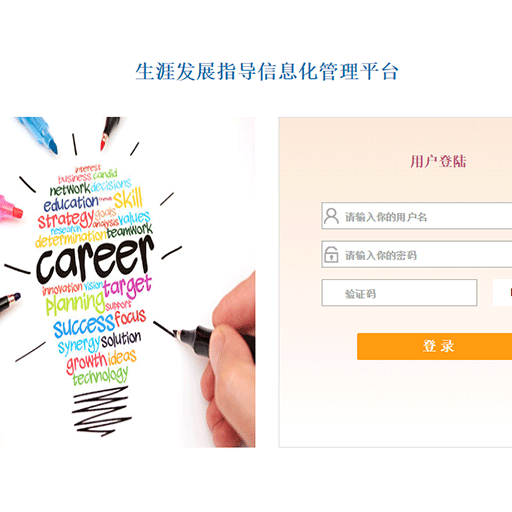 生涯发展指导信息化管理平台
interest
business candid
network decisions
education skill
strategy goals
research analysis values
determination teamwork
career
innovation vision target
planning support
success focus
synergy solution
growth ideas
technology
用户登陆
请输入你的用户名
请输入你的密码
验证码
登 录